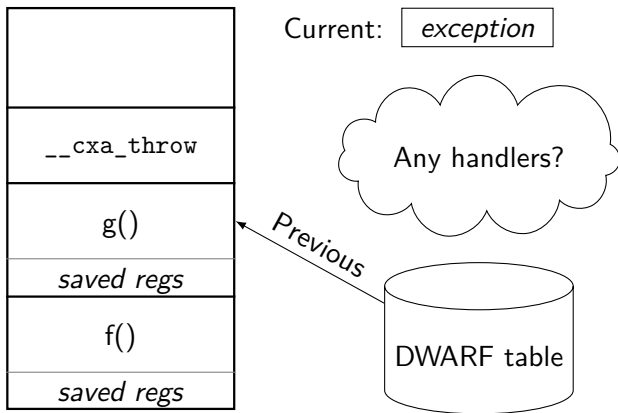 Current: exception
__cxa_throw
Any handlers?
g()
Previous
saved regs
f()
DWARF table
saved regs